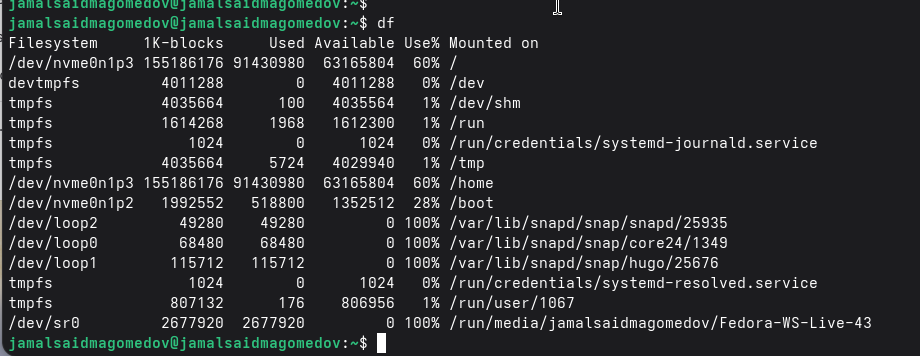 jamalsaidmagomedov@jamalsaidmagomedov:~$
jamalsaidmagomedov@jamalsaidmagomedov:~$ df
Filesystem     1K-blocks     Used Available Use% Mounted on
/dev/nvme0n1p3 155186176 91430980  63165804  60% /
devtmpfs         4011288        0   4011288   0% /dev
tmpfs            4035664      100   4035564   1% /dev/shm
tmpfs            1614268     1968   1612300   1% /run
tmpfs               1024        0      1024   0% /run/credentials/systemd-journald.service
tmpfs            4035664     5724   4029940   1% /tmp
/dev/nvme0n1p3 155186176 91430980  63165804  60% /home
/dev/nvme0n1p2   1992552   518800   1352512  28% /boot
/dev/loop2         49280    49280         0 100% /var/lib/snapd/snap/snapd/25935
/dev/loop0         68480    68480         0 100% /var/lib/snapd/snap/core24/1349
/dev/loop1        115712   115712         0 100% /var/lib/snapd/snap/hugo/25676
tmpfs               1024        0      1024   0% /run/credentials/systemd-resolved.service
tmpfs             807132      176    806956   1% /run/user/1067
/dev/sr0         2677920  2677920         0 100% /run/media/jamalsaidmagomedov/Fedora-WS-Live-43
jamalsaidmagomedov@jamalsaidmagomedov:~$